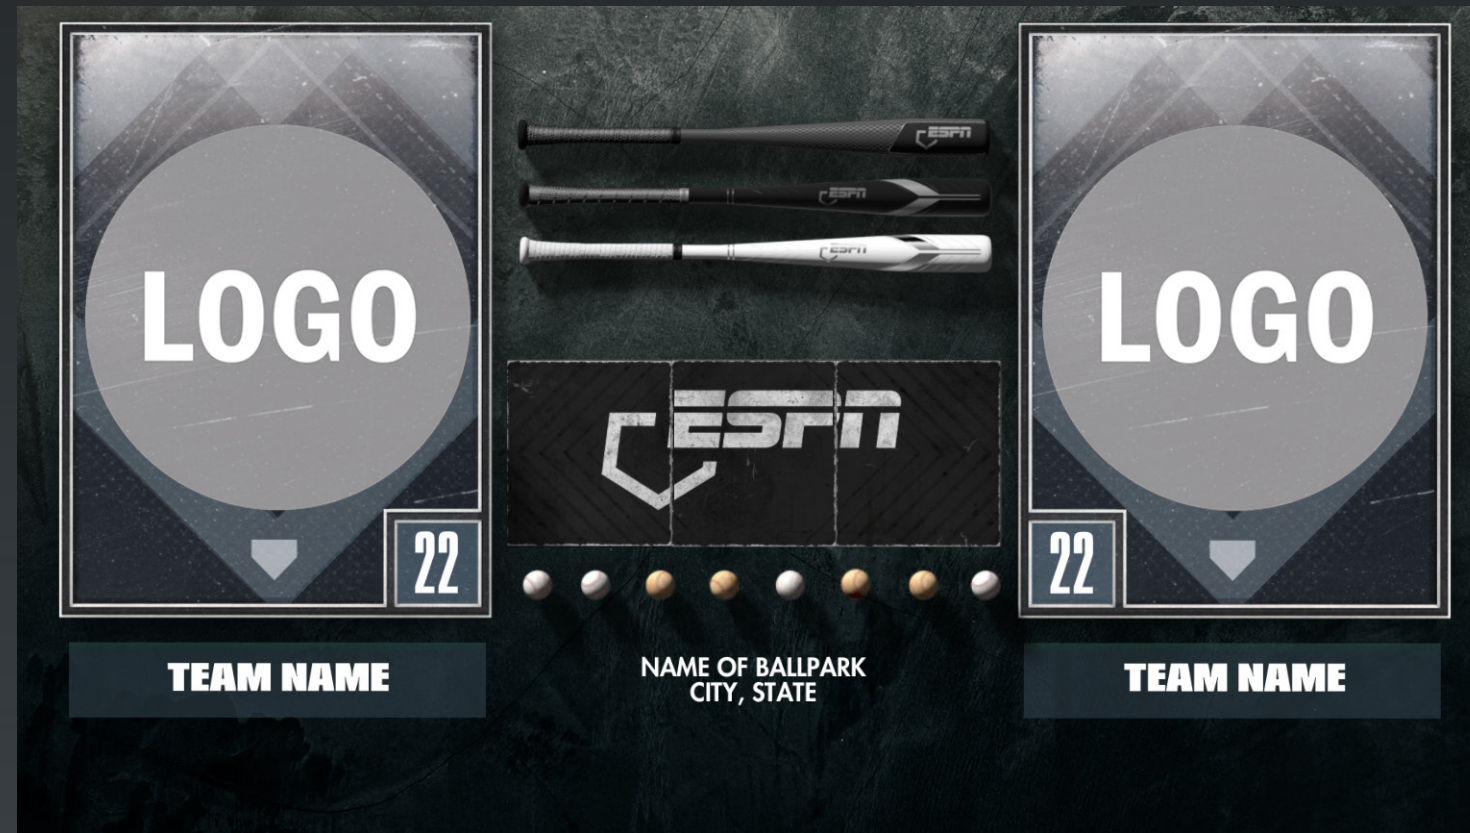 LOGO
22
TEAM NAME
ESPN
ESPN
ESPN
ESPN
NAME OF BALLPARK
CITY, STATE
LOGO
22
TEAM NAME